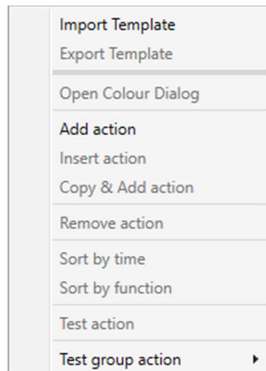 Import Template
Export Template
Open Colour Dialog
Add action
Insert action
Copy & Add action
Remove action
Sort by time
Sort by function
Test action
Test group action